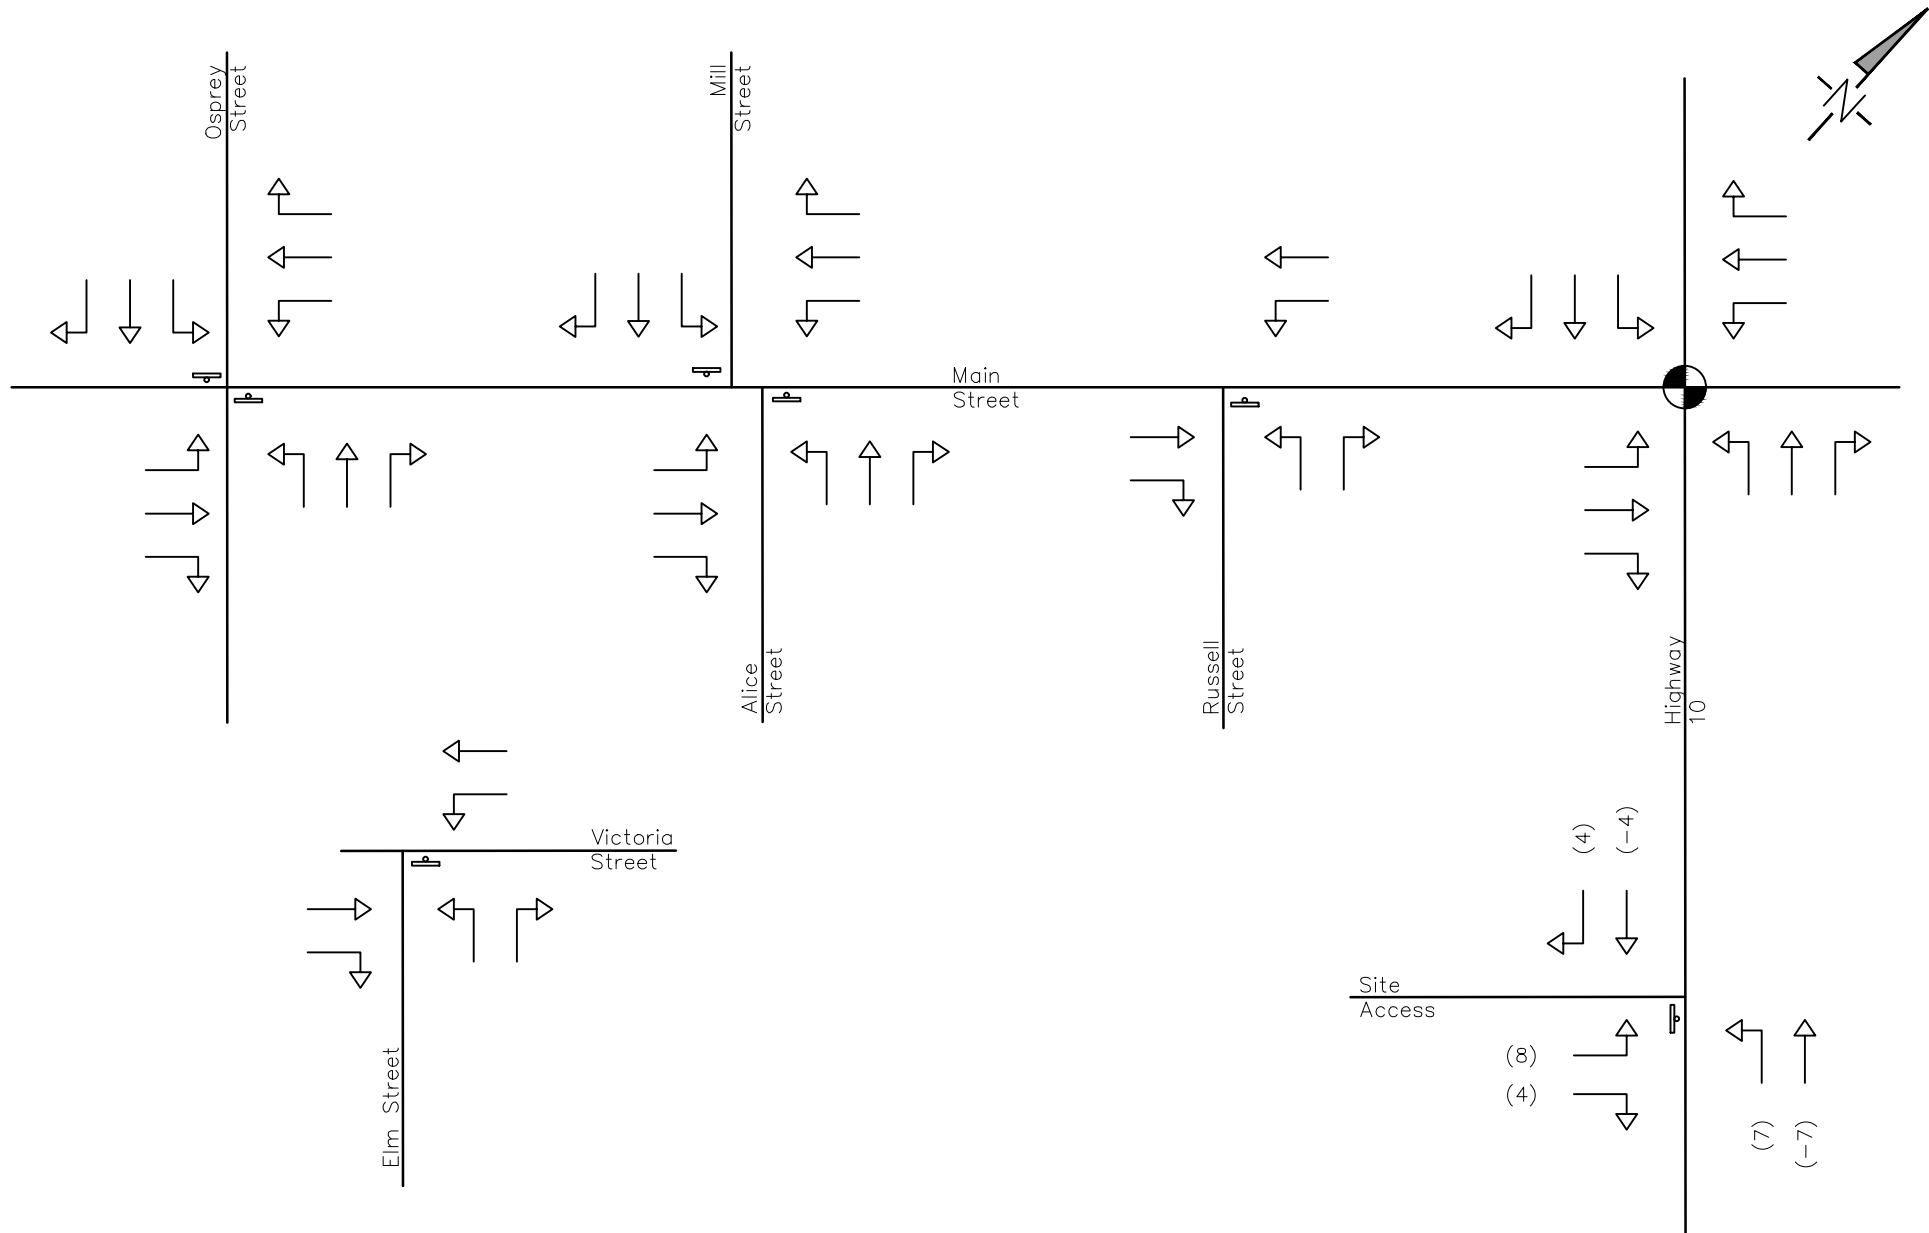 Osprey
Street
Mill
Street
N
Main
Street
Alice
Street
Russell
Street
Highway
10
Victoria
Street
Elm Street
(4)
(-4)
Site
Access
(8)
(4)
(7)
(-7)